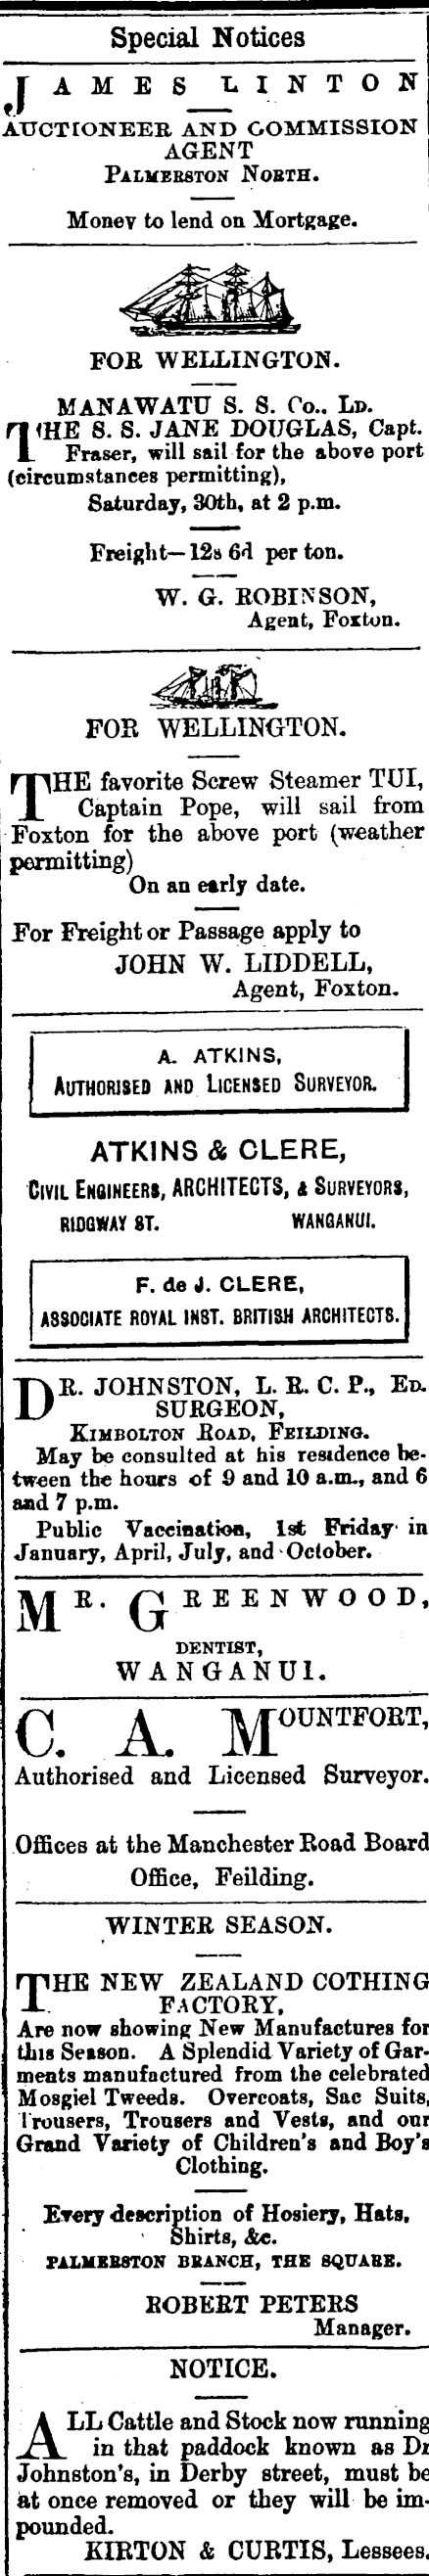 Special Notices
JAMES LINTON
AUCTIONEER AND COMMISSION
AGENT
PALMERSTON NORTH.
Money to lend on Mortgage.
FOR WELLINGTON.
MANAWATU S. S. Co., LD.
THE S. S. JANE DOUGLAS, Capt.
Fraser, will sail for the above port
(circumstances permitting),
Saturday, 30th, at 2 p.m.
Freight—12s 6d per ton.
W. G. ROBINSON,
Agent, Foxton.
FOR WELLINGTON.
THE favorite Screw Steamer TUI,
Captain Pope, will sail from
Foxton for the above port (weather
permitting)
On an early date.
For Freight or Passage apply to
JOHN W. LIDDELL,
Agent, Foxton.
A. ATKINS,
AUTHORISED AND LICENSED SURVEYOR.
ATKINS & CLERE,
CIVIL ENGINEERS, ARCHITECTS, & SURVEYORS,
RIDGWAY ST. WANGANUI.
F. de J. CLERE,
ASSOCIATE ROYAL INST. BRITISH ARCHITECTS.
DR. JOHNSTON, L. R. C. P., ED.
SURGEON,
KIMBOLTON ROAD, FEILDING.
May be consulted at his residence be-
tween the hours of 9 and 10 a.m., and 6
and 7 p.m.
Public Vaccination, 1st Friday in
January, April, July, and October.
MR. GREENWOOD,
DENTIST,
WANGANUI.
C. A. MOUNTFORT,
Authorised and Licensed Surveyor.
Offices at the Manchester Road Board
Office, Feilding.
WINTER SEASON.
THE NEW ZEALAND COTHING
FACTORY,
Are now showing New Manufactures for
this Season. A Splendid Variety of Gar-
ments manufactured from the celebrated
Mosgiel Tweeds. Overcoats, Sac Suits,
Trousers, Trousers and Vests, and our
Grand Variety of Children's and Boy's
Clothing.
Every description of Hosiery, Hats,
Shirts, &c.
PALMERSTON BRANCH, THE SQUARE.
ROBERT PETERS
Manager.
NOTICE.
ALL Cattle and Stock now running
in that paddock known as Dr
Johnston's, in Derby street, must be
at once removed or they will be im-
pounded.
KIRTON & CURTIS, Lessees.